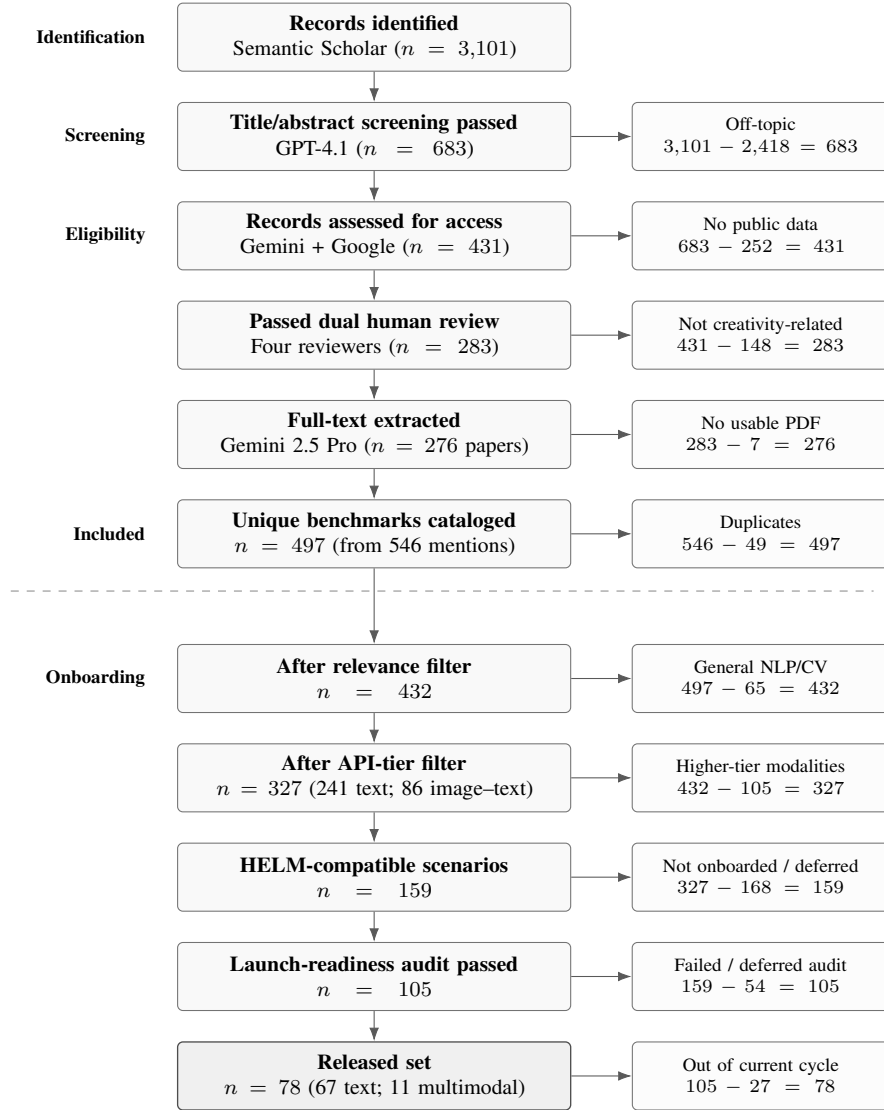 Identification
Records identified
Semantic Scholar (n = 3,101)
Screening
Title/abstract screening passed
GPT-4.1 (n = 683)
Off-topic
3,101 − 2,418 = 683
Eligibility
Records assessed for access
Gemini + Google (n = 431)
No public data
683 − 252 = 431
Passed dual human review
Four reviewers (n = 283)
Not creativity-related
431 − 148 = 283
Full-text extracted
Gemini 2.5 Pro (n = 276 papers)
No usable PDF
283 − 7 = 276
Included
Unique benchmarks cataloged
n = 497 (from 546 mentions)
Duplicates
546 − 49 = 497
Onboarding
After relevance filter
n = 432
General NLP/CV
497 − 65 = 432
After API-tier filter
n = 327 (241 text; 86 image–text)
Higher-tier modalities
432 − 105 = 327
HELM-compatible scenarios
n = 159
Not onboarded / deferred
327 − 168 = 159
Launch-readiness audit passed
n = 105
Failed / deferred audit
159 − 54 = 105
Released set
n = 78 (67 text; 11 multimodal)
Out of current cycle
105 − 27 = 78